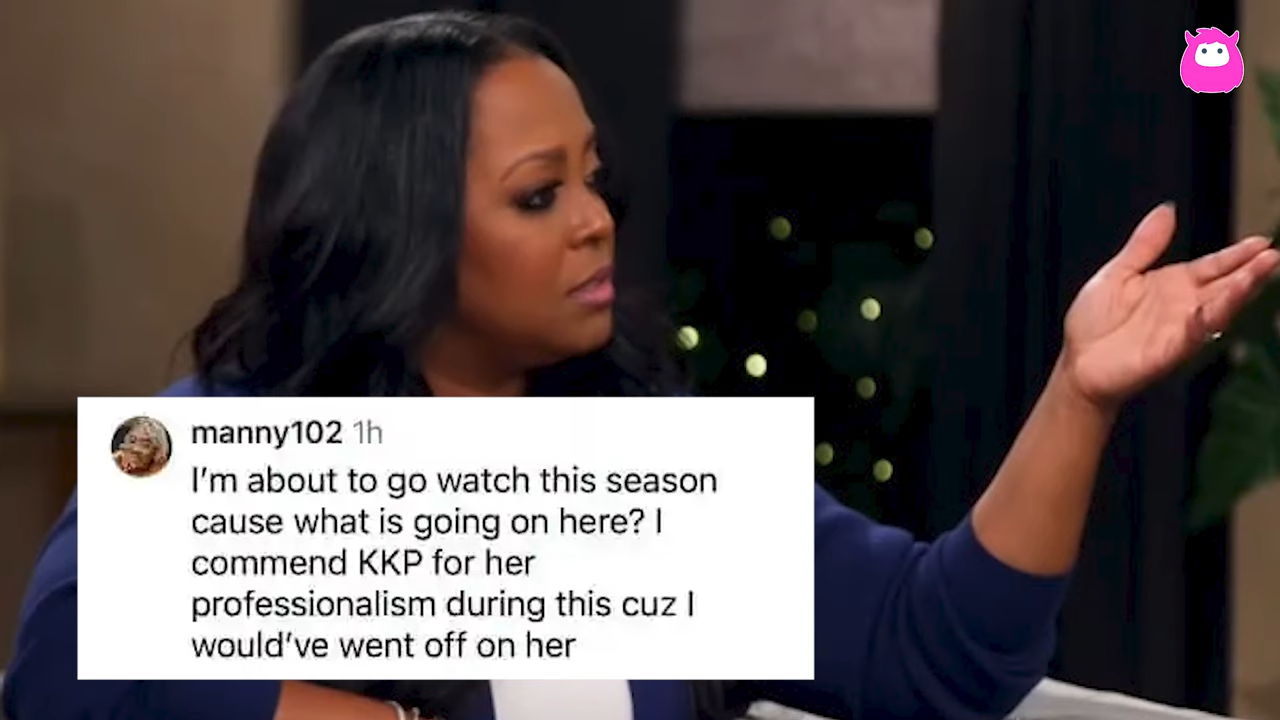 manny102 1h
I'm about to go watch this season
cause what is going on here? I
commend KKP for her
professionalism during this cuz I
would've went off on her